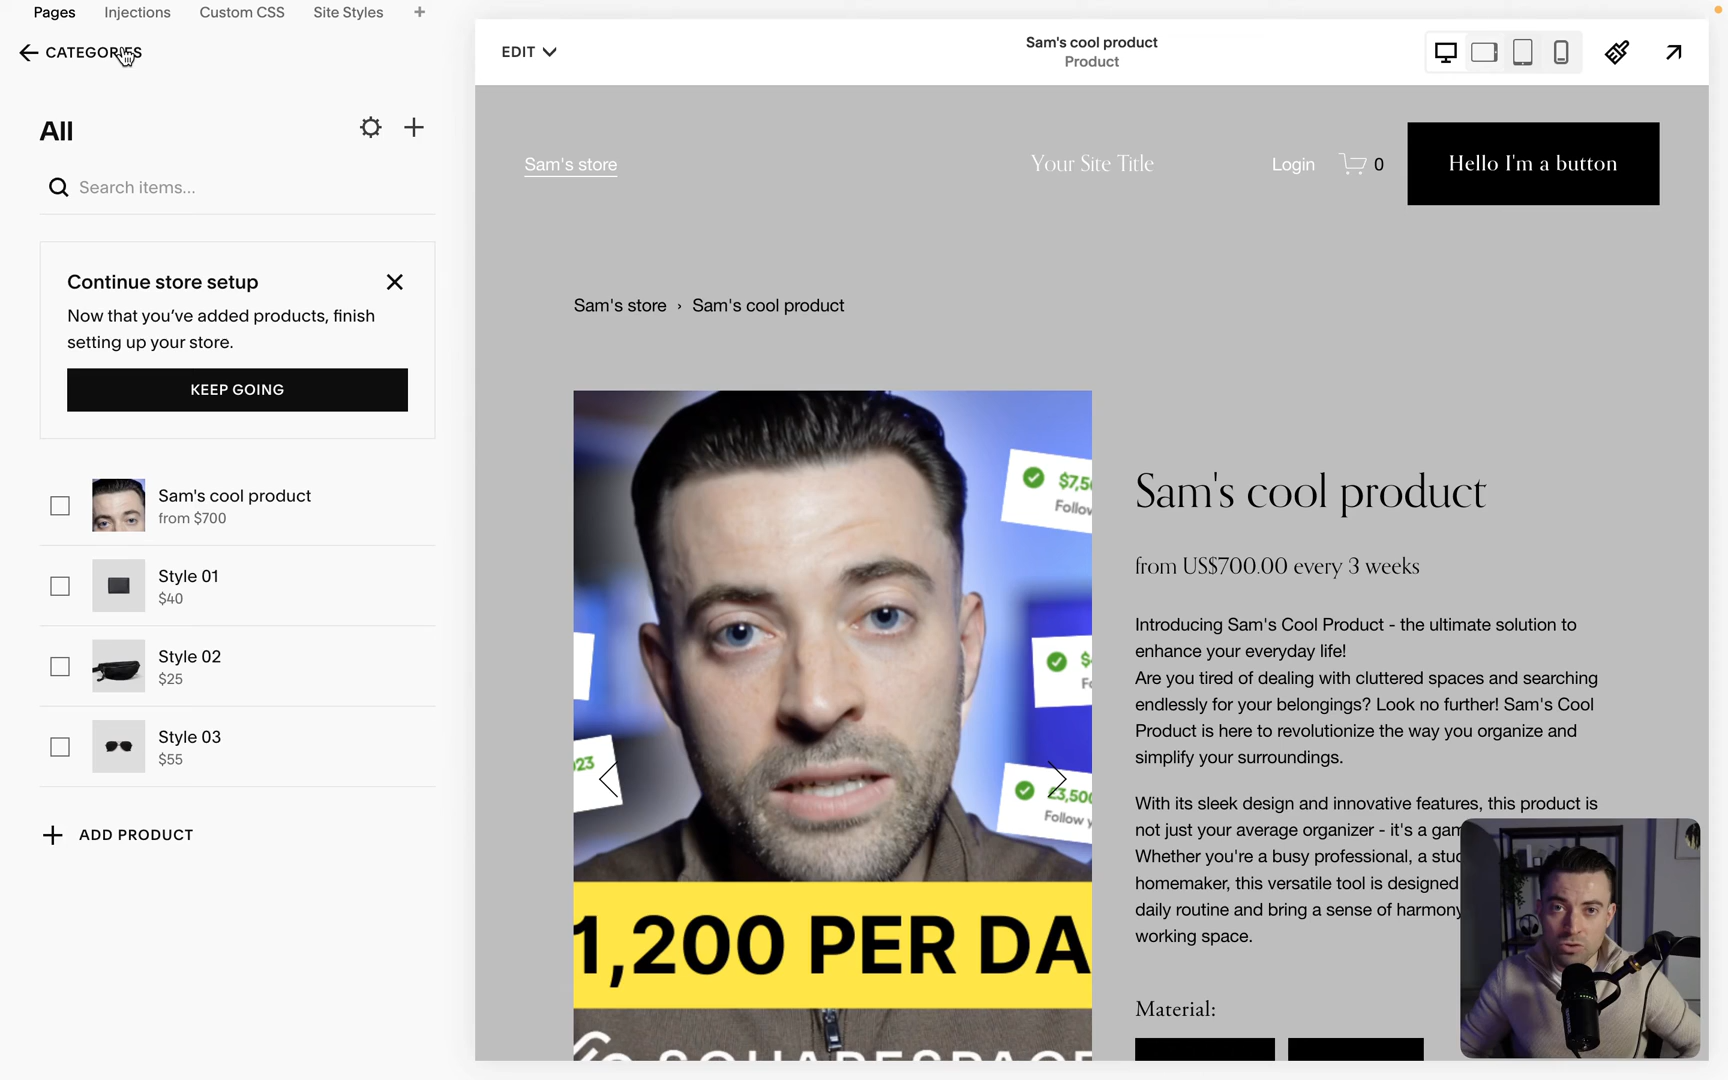 Pages Injections Custom CSS Site Styles
CATEGORIES
All
Search items...
Continue store setup
Now that you’ve added products, finish
setting up your store.
KEEP GOING
Sam's cool product
from $700
Style 01
$40
Style 02
$25
Style 03
$55
ADD PRODUCT
EDIT
Sam's cool product
Product
Sam's store
Your Site Title
Login
0
Hello I'm a button
Sam's store › Sam's cool product
Follow
1,200 PER DA
SQUARESPACE
Sam's cool product
from US$700.00 every 3 weeks
Introducing Sam's Cool Product - the ultimate solution to
enhance your everyday life!
Are you tired of dealing with cluttered spaces and searching
endlessly for your belongings? Look no further! Sam's Cool
Product is here to revolutionize the way you organize and
simplify your surroundings.
With its sleek design and innovative features, this product is
not just your average organizer - it's a gam
Whether you're a busy professional, a stud
homemaker, this versatile tool is designed
daily routine and bring a sense of harmony
working space.
Material: